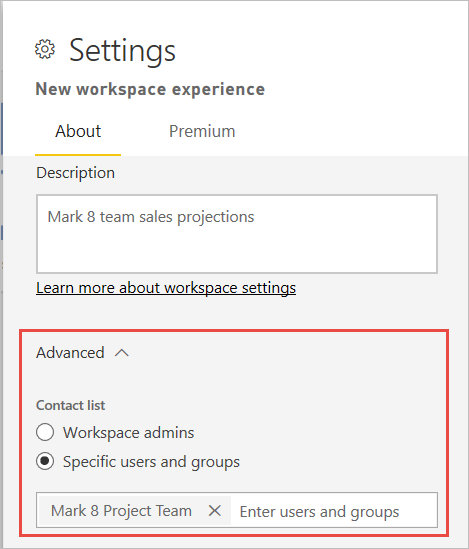 Settings
New workspace experience
About Premium
Description
Mark 8 team sales projections
Learn more about workspace settings
Advanced
Contact list
Workspace admins
Specific users and groups
Mark 8 Project Team Enter users and groups